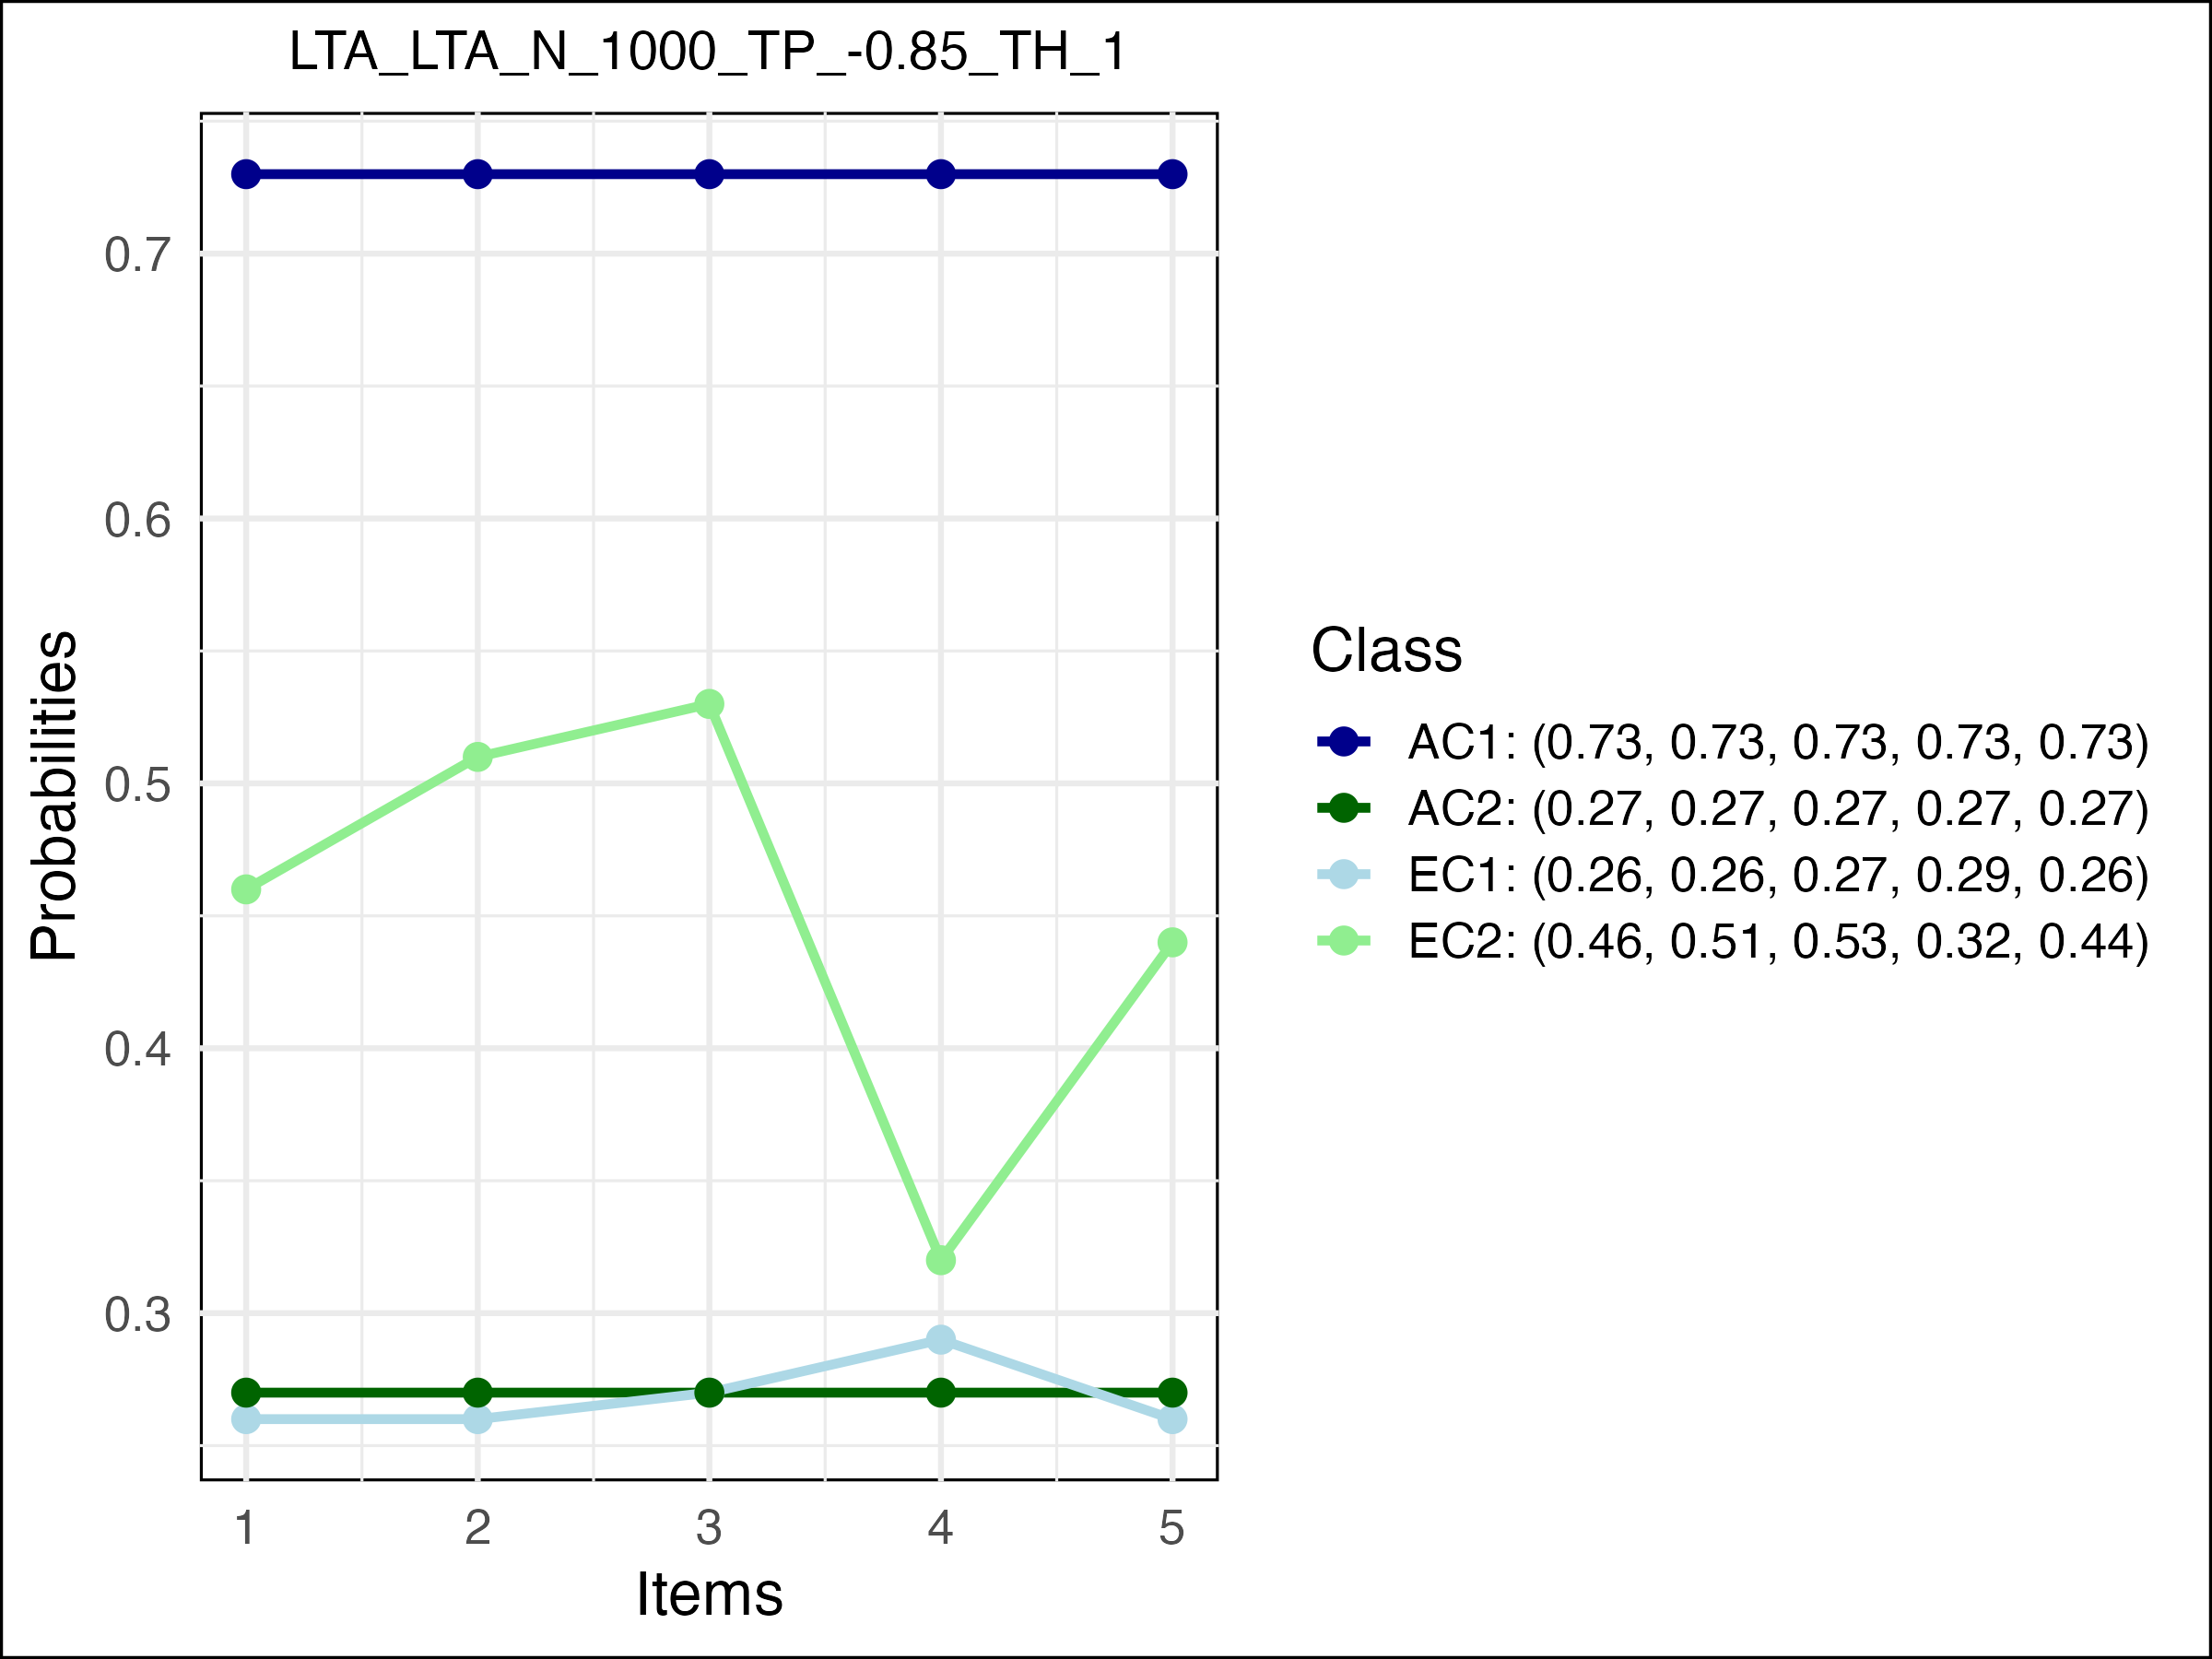 LTA_LTA_N_1000_TP_-0.85_TH_1
Probabilities
0.7
0.6
0.5
0.4
0.3
1 2 3 4 5
Items
Class
AC1: (0.73, 0.73, 0.73, 0.73, 0.73)
AC2: (0.27, 0.27, 0.27, 0.27, 0.27)
EC1: (0.26, 0.26, 0.27, 0.29, 0.26)
EC2: (0.46, 0.51, 0.53, 0.32, 0.44)